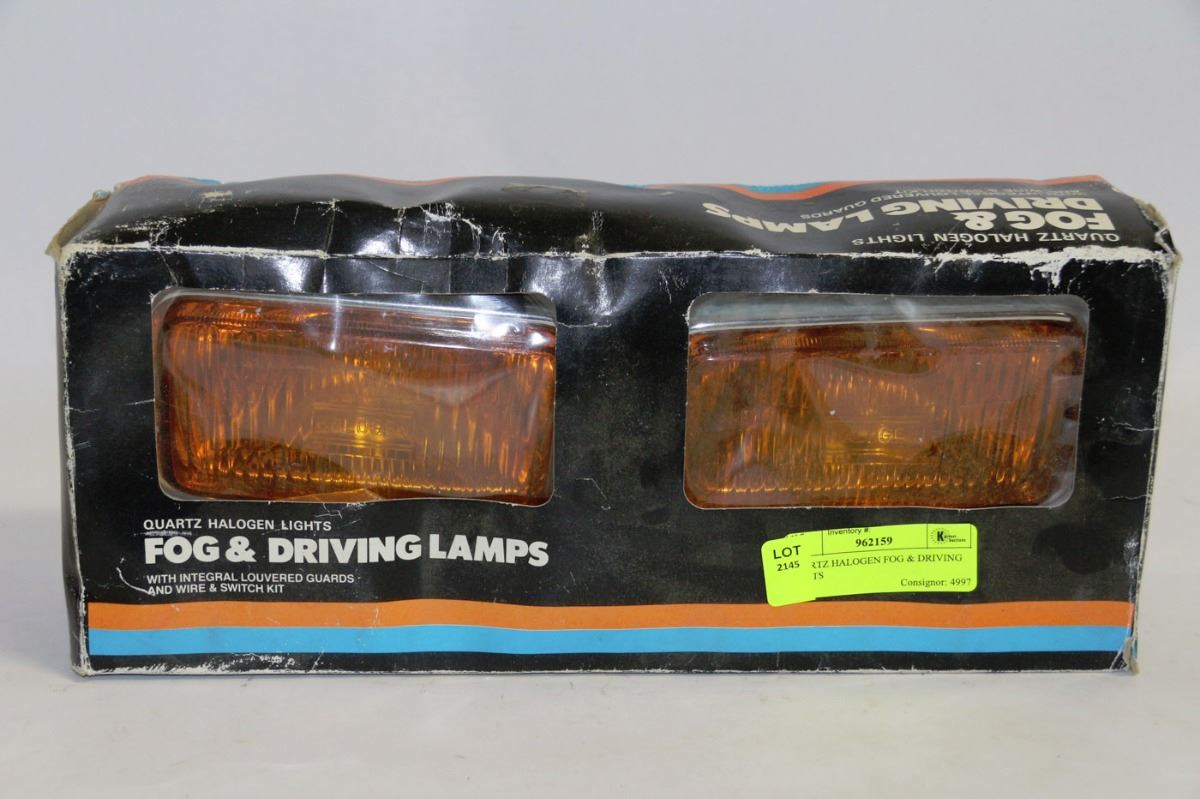 QUARTZ HALOGEN LIGHTS
FOG &
DRIVING LAMPS
GUARDS
QUARTZ HALOGEN LIGHTS
FOG & DRIVING LAMPS
WITH INTEGRAL LOUVERED GUARDS
AND WIRE & SWITCH KIT
LOT
2145
Inventory #:
962159
RTZ HALOGEN FOG & DRIVING
TS
Consignor: 4997